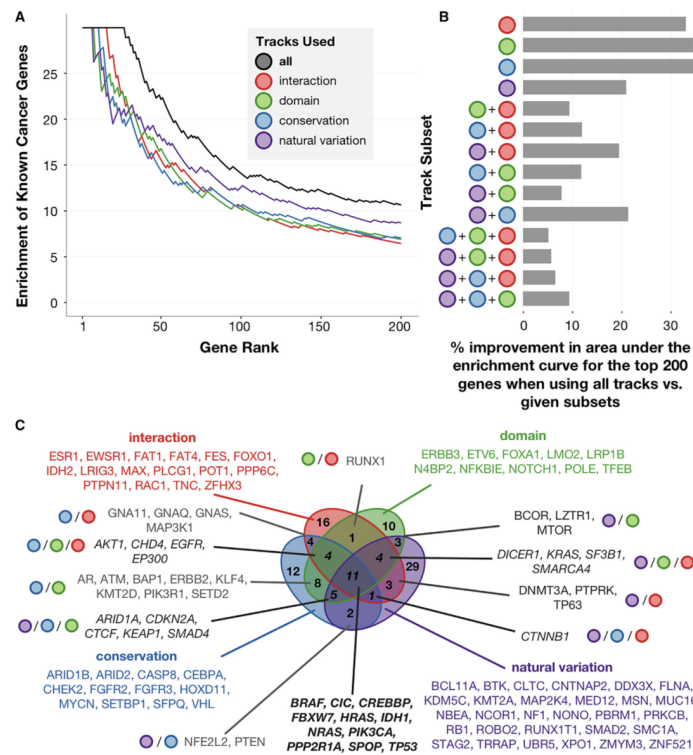 A
Enrichment of Known Cancer Genes
25
20
15
10
5
0
1
50
100
150
200
Gene Rank
Tracks Used
all
interaction
domain
conservation
natural variation
B
Track Subset
+
+
+
+
+
+
+ +
+ +
+ +
+ +
0
10
20
30
% improvement in area under the
enrichment curve for the top 200
genes when using all tracks vs.
given subsets
C
interaction
ESR1, EWSR1, FAT1, FAT4, FES, FOXO1,
IDH2, LRIG3, MAX, PLCG1, POT1, PPP6C,
PTPN11, RAC1, TNC, ZFHX3
/ RUNX1
domain
ERBB3, ETV6, FOXA1, LMO2, LRP1B
N4BP2, NFKBIE, NOTCH1, POLE, TFEB
/ GNA11, GNAQ, GNAS,
MAP3K1
/ / AKT1, CHD4, EGFR,
EP300
/ AR, ATM, BAP1, ERBB2, KLF4,
KMT2D, PIK3R1, SETD2
/ / ARID1A, CDKN2A,
CTCF, KEAP1, SMAD4
16
1
10
4
4
4
3
12
8
11
3
29
5
1
2
BCOR, LZTR1,
MTOR /
DICER1, KRAS, SF3B1,
SMARCA4 / /
DNMT3A, PTPRK,
TP63 /
CTNNB1 / /
conservation
ARID1B, ARID2, CASP8, CEBPA,
CHEK2, FGFR2, FGFR3, HOXD11,
MYCN, SETBP1, SFPQ, VHL
/ NFE2L2, PTEN
BRAF, CIC, CREBBP,
FBXW7, HRAS, IDH1,
NRAS, PIK3CA,
PPP2R1A, SPOP, TP53
natural variation
BCL11A, BTK, CLTC, CNTNAP2, DDX3X, FLNA,
KDM5C, KMT2A, MAP2K4, MED12, MSN, MUC16
NBEA, NCOR1, NF1, NONO, PBRM1, PRKCB,
RB1, ROBO2, RUNX1T1, SMAD2, SMC1A,
STAG2, TRRAP, UBR5, XPO1, ZMYM3, ZNF521